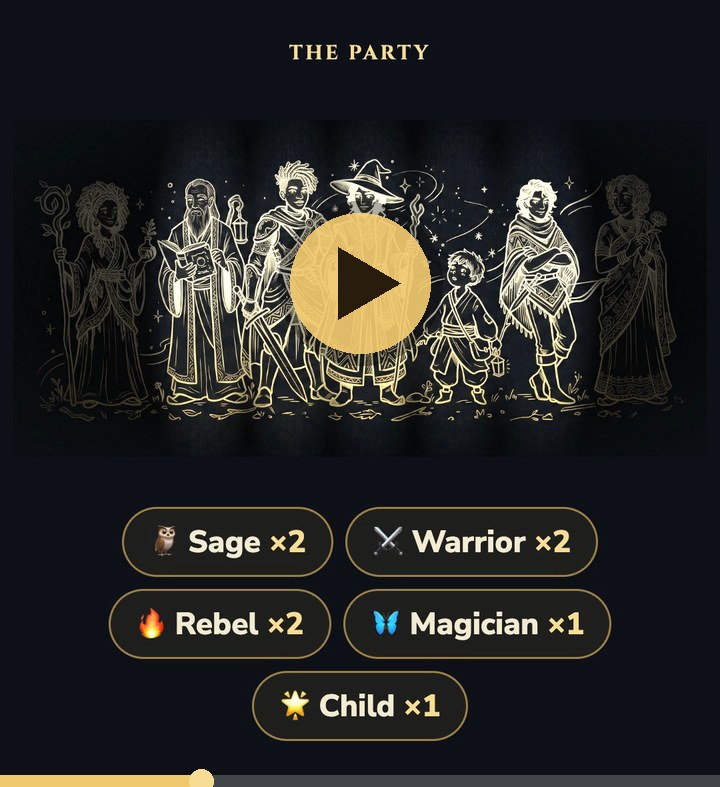 THE PARTY
🦉 Sage ×2
⚔️ Warrior ×2
🔥 Rebel ×2
🦋 Magician ×1
🌟 Child ×1